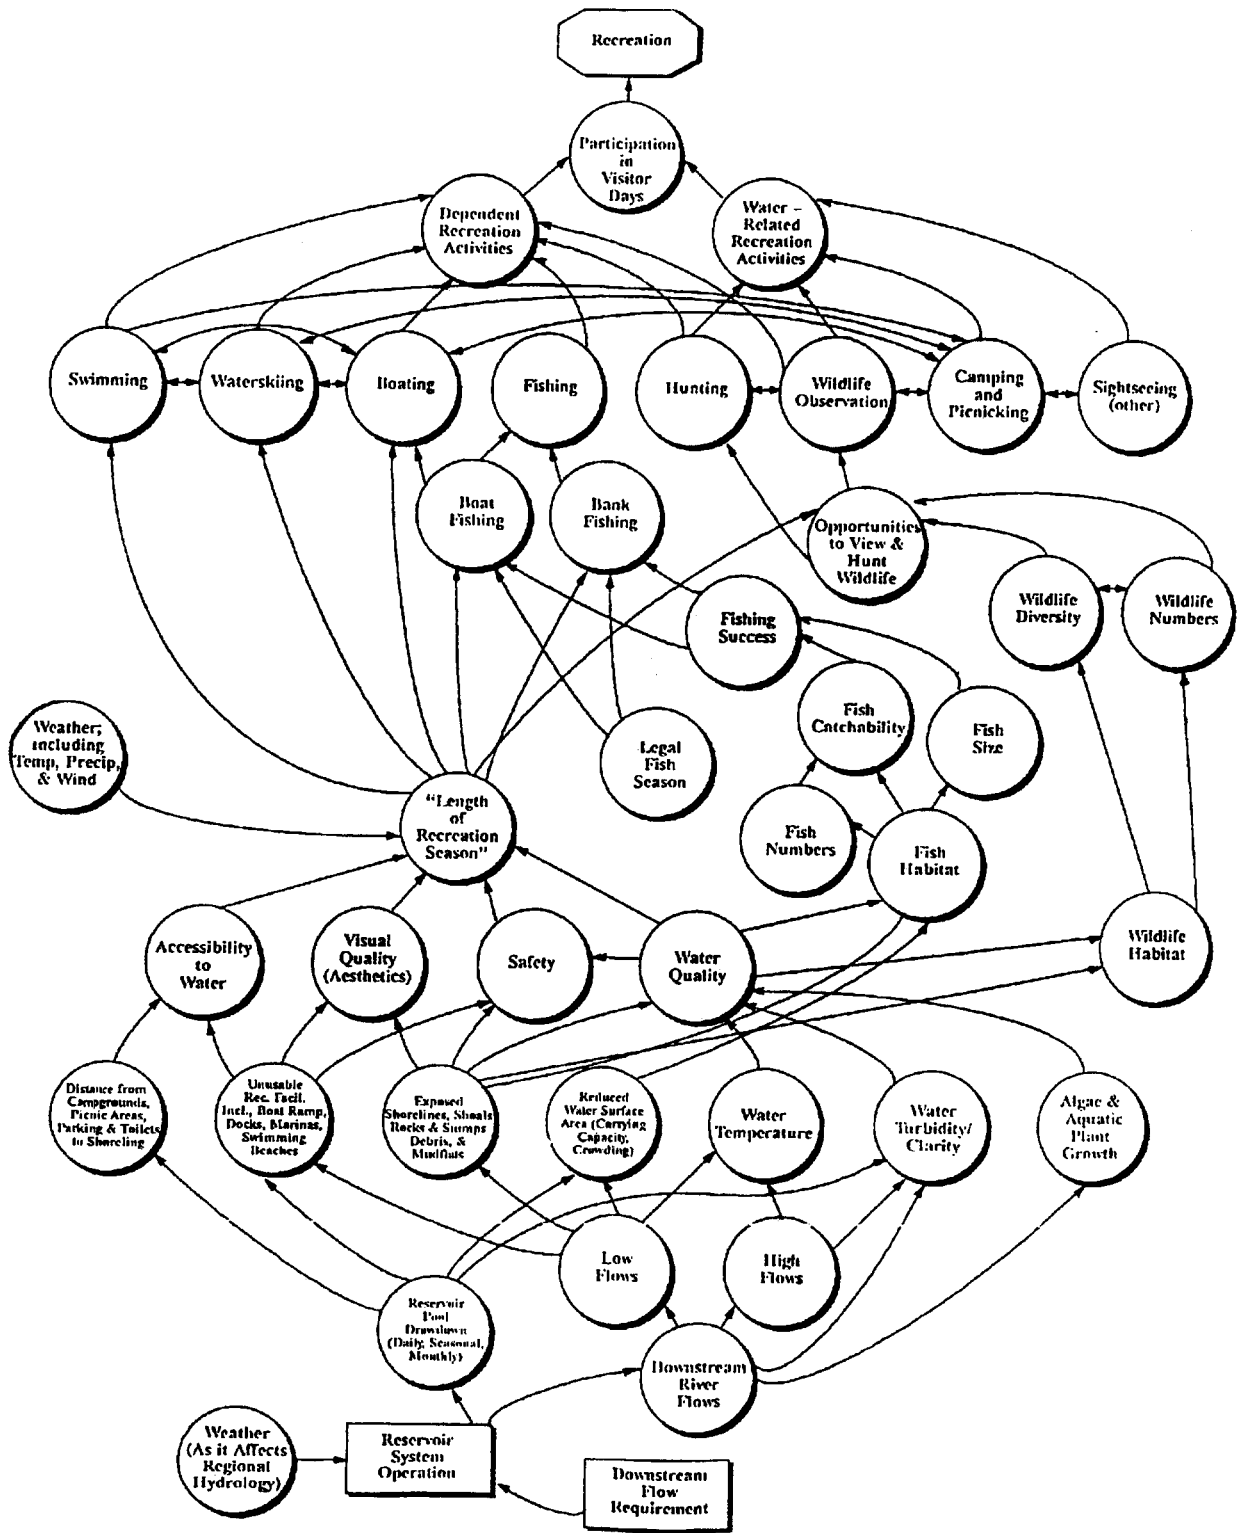 Recreation
Participation
in
Visitor
Days
Dependent
Recreation
Activities
Water –
Related
Recreation
Activities
Swimming
Waterskiing
Boating
Fishing
Hunting
Wildlife
Observation
Camping
and
Picnicking
Sightseeing
(other)
Boat
Fishing
Bank
Fishing
Opportunities
to View &
Hunt
Wildlife
Fishing
Success
Wildlife
Diversity
Wildlife
Numbers
Weather;
including
Temp, Precip,
& Wind
Legal
Fish
Season
Fish
Catchability
Fish
Size
"Length
of
Recreation
Season"
Fish
Numbers
Fish
Habitat
Accessibility
to
Water
Visual
Quality
(Aesthetics)
Safety
Water
Quality
Wildlife
Habitat
Distance from
Campgrounds,
Picnic Areas,
Parking & Toilets
to Shoreling
Unusable
Rec. Facil.
Incl., Boat Ramp,
Docks, Marinas,
Swimming
Beaches
Exposed
Shorelines, Shoals
Rocks & Stumps
Debris, &
Mudflats
Reduced
Water Surface
Area (Carrying
Capacity,
Crowding)
Water
Temperature
Water
Turbidity/
Clarity
Algae &
Aquatic
Plant
Growth
Low
Flows
High
Flows
Reservoir
Pool
Drawdown
(Daily, Seasonal,
Monthly)
Downstream
River
Flows
Weather
(As it Affects
Regional
Hydrology)
Reservoir
System
Operation
Downstream
Flow
Requirement